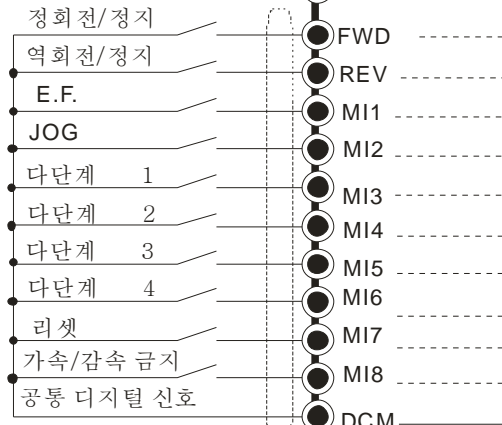 정회전/정지
FWD
역회전/정지
REV
E.F.
MI1
JOG
MI2
다단계 1
MI3
다단계 2
MI4
다단계 3
MI5
다단계 4
MI6
리셋
MI7
가속/감속 금지
MI8
공통 디지털 신호
DCM